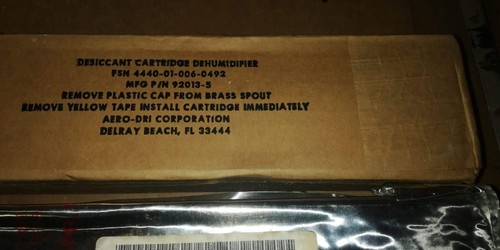 DESICCANT CARTRIDGE DEHUMIDIFIER
FSN 4440-01-006-0492
MFG P/N 92013-5
REMOVE PLASTIC CAP FROM BRASS SPOUT
REMOVE YELLOW TAPE INSTALL CARTRIDGE IMMEDIATELY
AERO-DRI CORPORATION
DELRAY BEACH, FL 33444